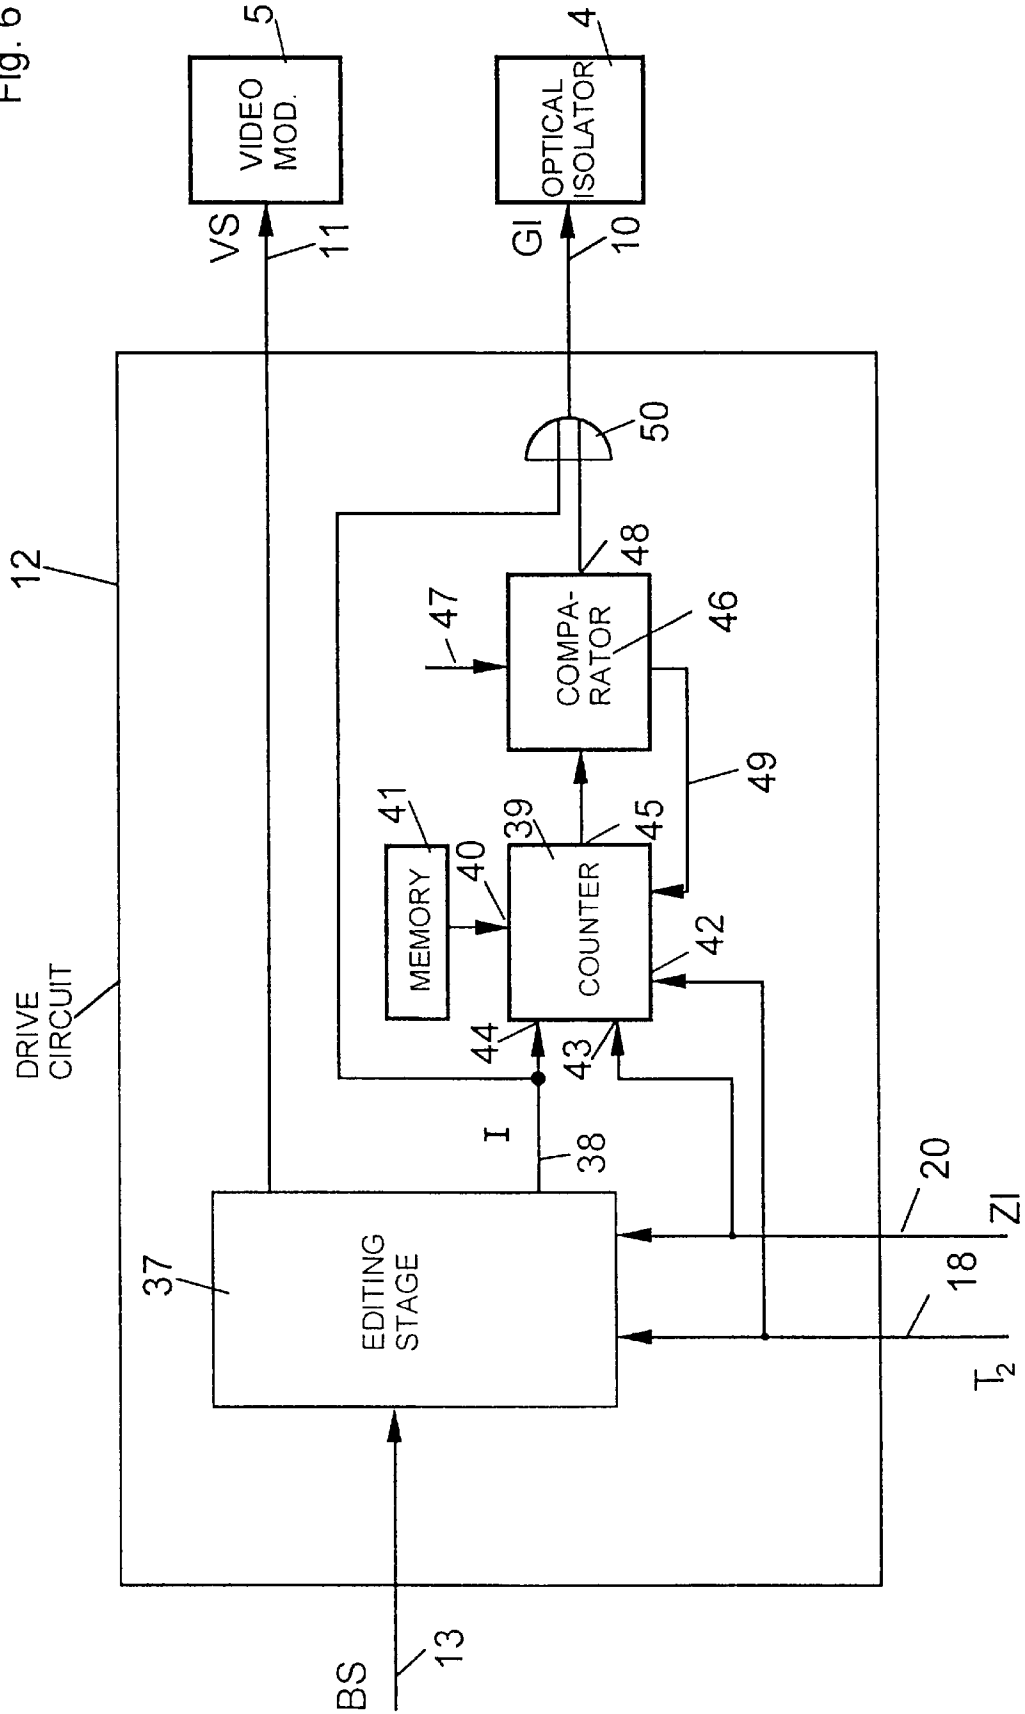 Fig. 6
DRIVE
CIRCUIT
12
VS
11
VIDEO
MOD.
5
37
EDITING
STAGE
BS
13
I
38
44
43
MEMORY
41
40
COUNTER
39
45
42
47
COMPA-
RATOR
46
48
49
50
GI
10
OPTICAL
ISOLATOR
4
T₂
18
ZI
20